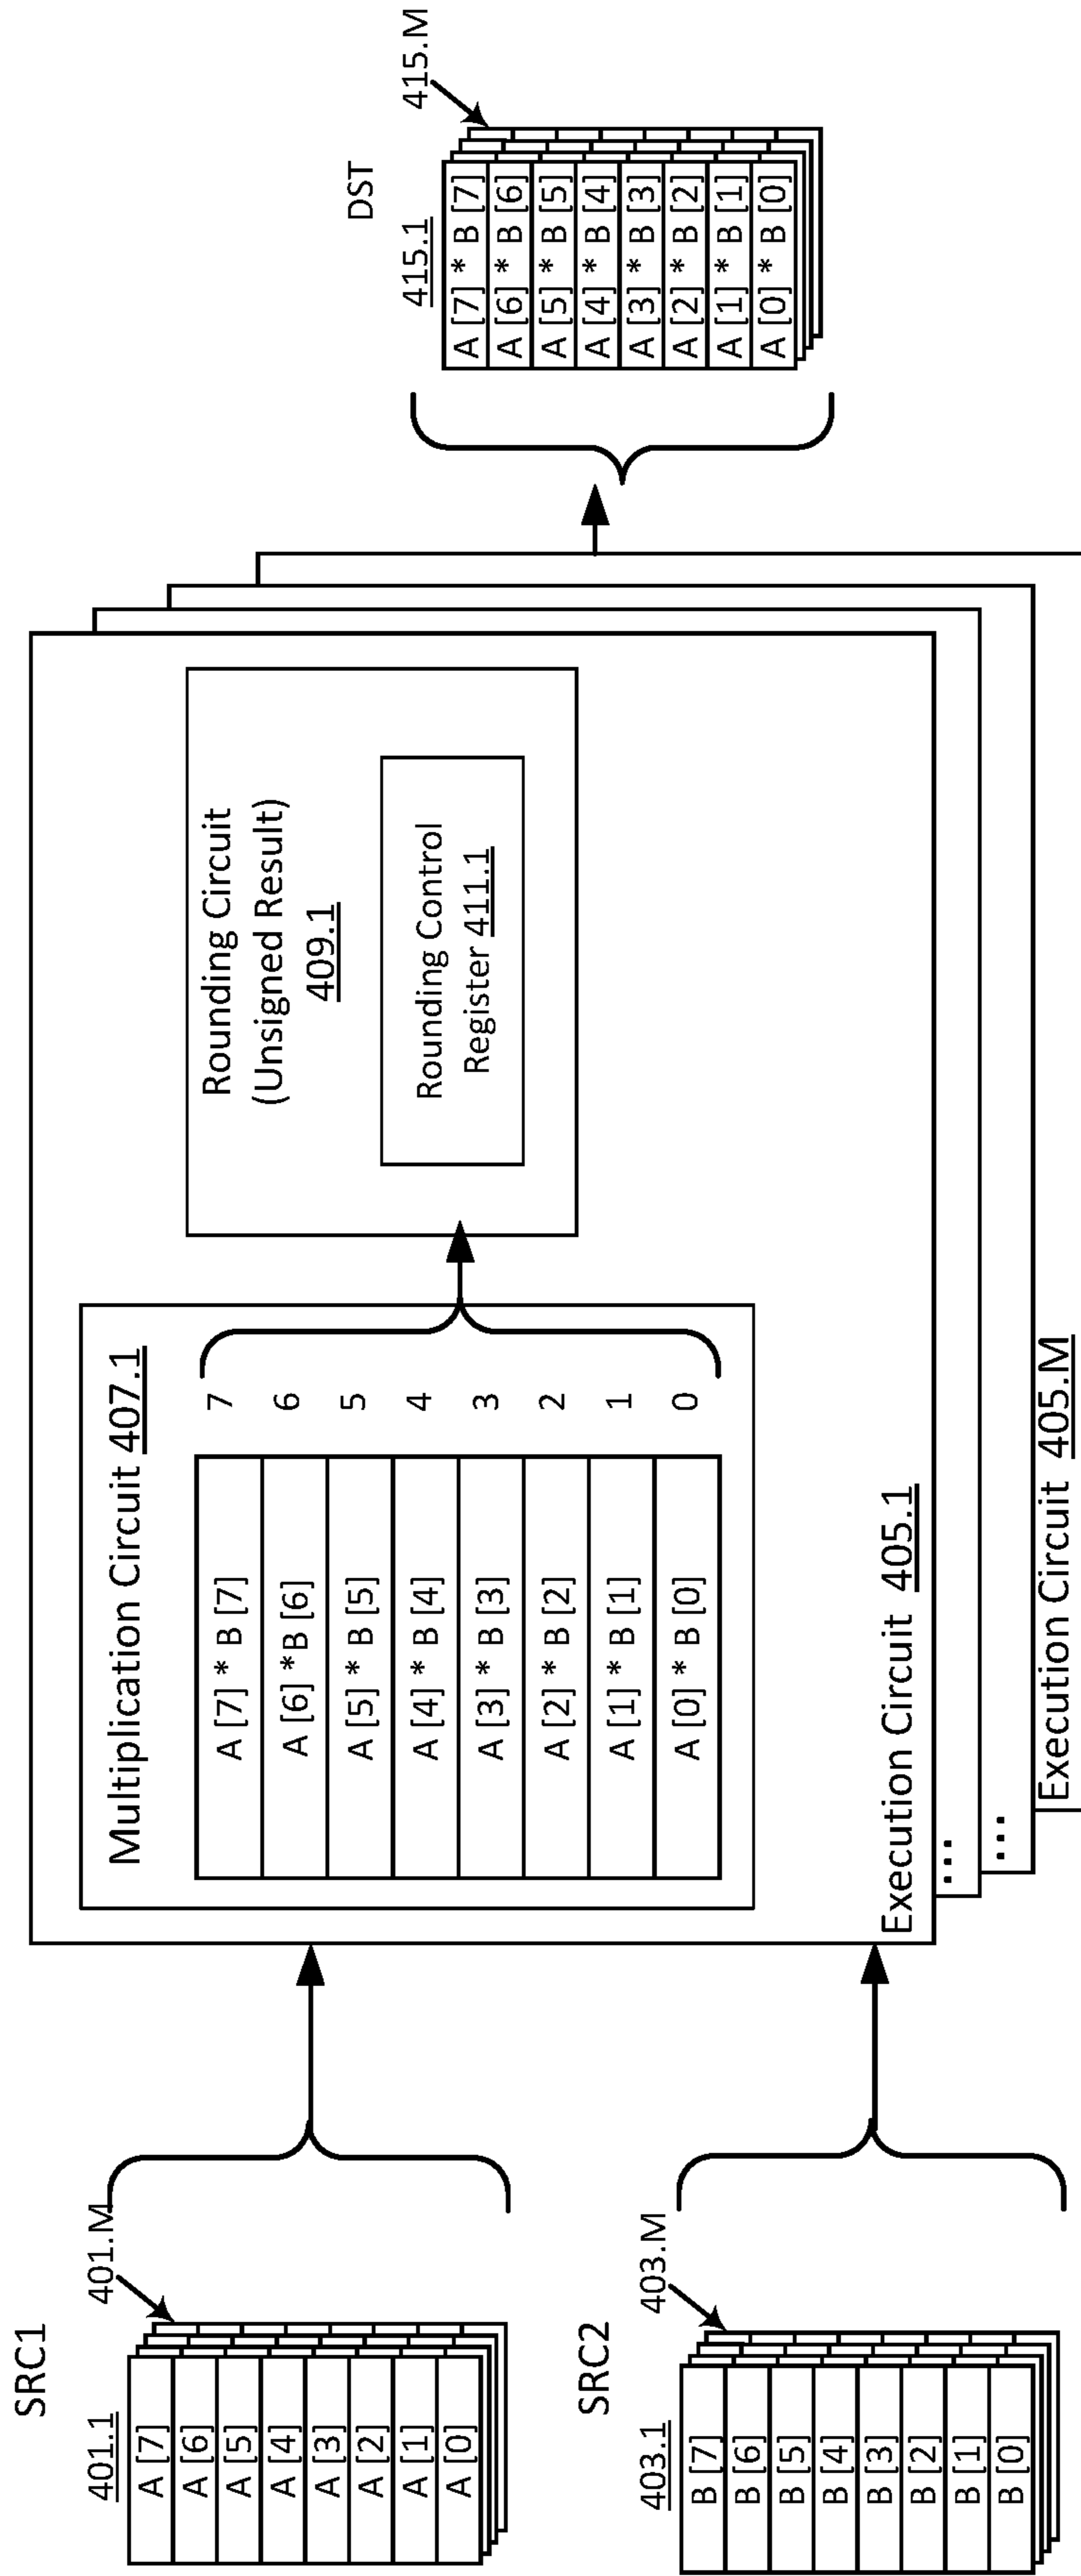 SRC1
401.1
401.M
A [7]
A [6]
A [5]
A [4]
A [3]
A [2]
A [1]
A [0]
SRC2
403.1
403.M
B [7]
B [6]
B [5]
B [4]
B [3]
B [2]
B [1]
B [0]
Multiplication Circuit 407.1
A [7] * B [7]
7
A [6] *B [6]
6
A [5] * B [5]
5
A [4] * B [4]
4
A [3] * B [3]
3
A [2] * B [2]
2
A [1] * B [1]
1
A [0] * B [0]
0
Rounding Circuit
(Unsigned Result)
409.1
Rounding Control
Register 411.1
Execution Circuit 405.1
...
...
Execution Circuit 405.M
DST
415.1
415.M
A [7] * B [7]
A [6] * B [6]
A [5] * B [5]
A [4] * B [4]
A [3] * B [3]
A [2] * B [2]
A [1] * B [1]
A [0] * B [0]